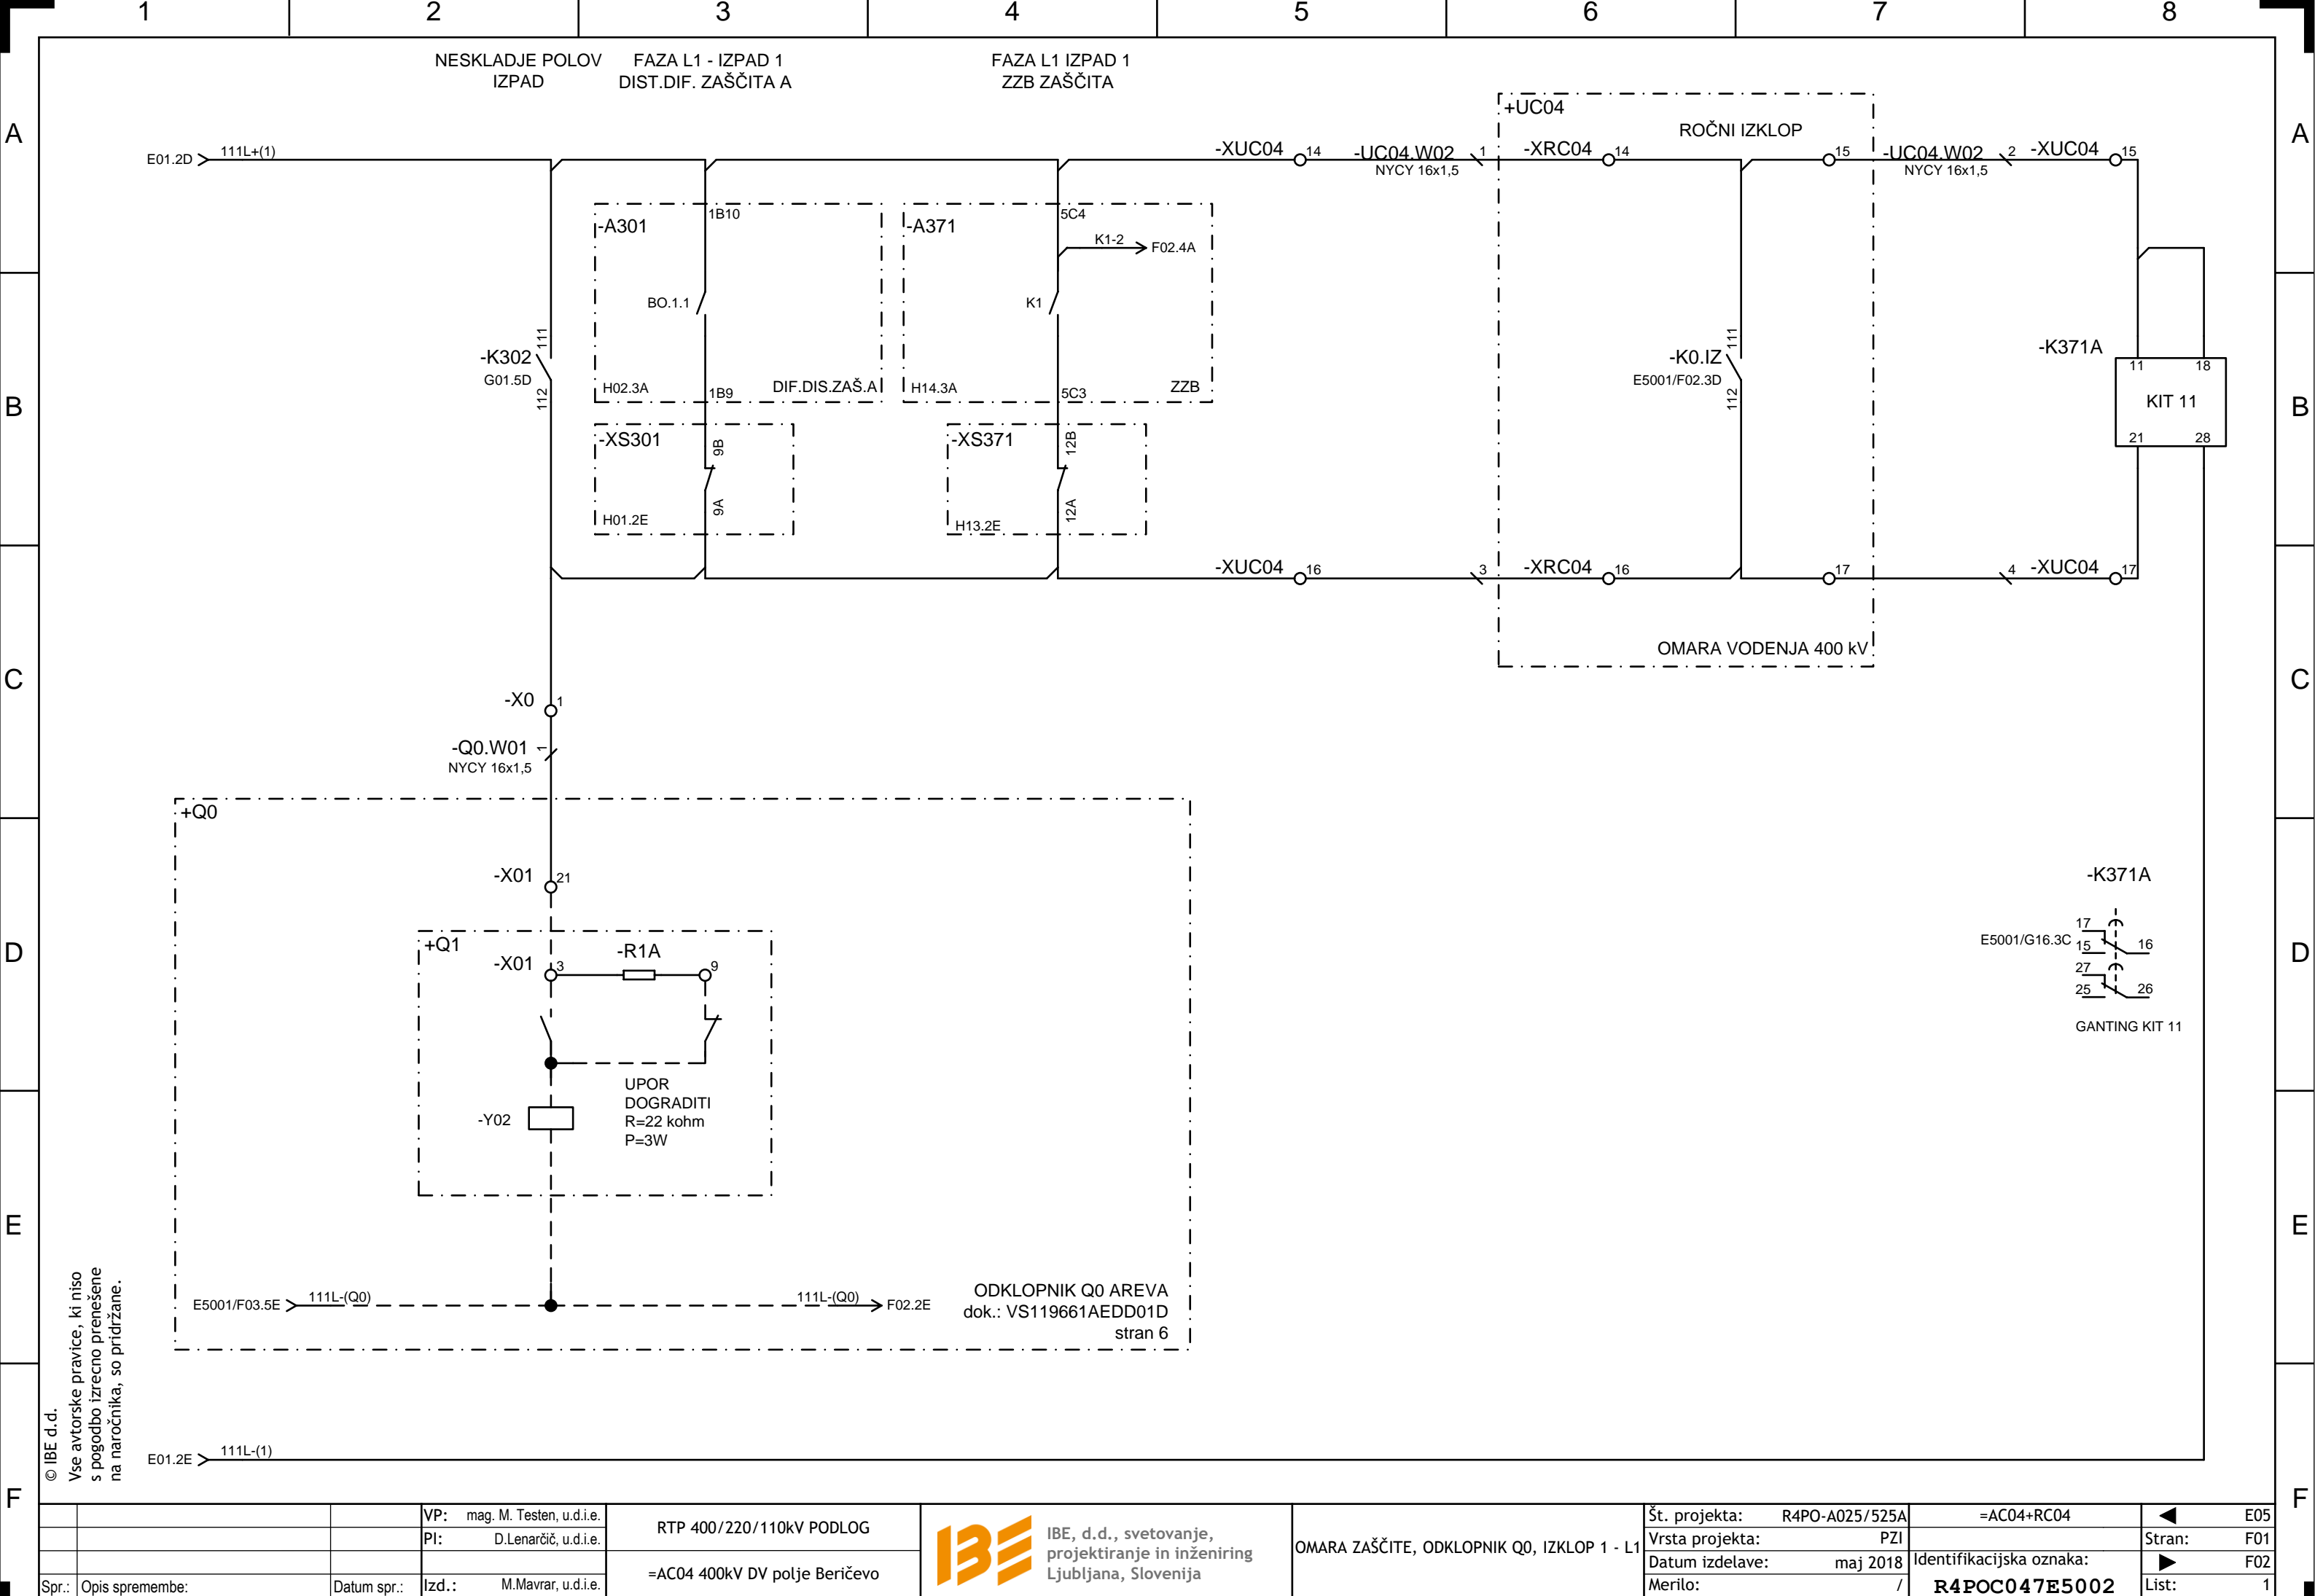 1 2 3 4 5 6 7 8
NESKLADJE POLOV
IZPAD
FAZA L1 - IZPAD 1
DIST.DIF. ZAŠČITA A
FAZA L1 IZPAD 1
ZZB ZAŠČITA
+UC04
ROČNI IZKLOP
A
A
E01.2D
111L+(1)
-XUC04
14
-UC04.W02
NYCY 16x1,5
1
-XRC04
14
15
-UC04.W02
NYCY 16x1,5
2
-XUC04
15
-A301
1B10
-A371
5C4
K1-2
F02.4A
BO.1.1
K1
-K302
G01.5D
111
112
H02.3A
1B9
DIF.DIS.ZAŠ.A
H14.3A
5C3
ZZB
-K0.IZ
E5001/F02.3D
111
112
-K371A
11
18
KIT 11
21
28
B
B
-XS301
9B
9A
H01.2E
-XS371
12B
12A
H13.2E
-XUC04
16
3
-XRC04
16
17
4
-XUC04
17
OMARA VODENJA 400 kV
C
C
-X0
1
-Q0.W01
NYCY 16x1,5
1
+Q0
-X01
21
+Q1
-X01
3
-R1A
9
D
D
-K371A
E5001/G16.3C
17
15
16
27
25
26
GANTING KIT 11
UPOR
DOGRADITI
R=22 kohm
P=3W
-Y02
E
E
E5001/F03.5E
111L-(Q0)
111L-(Q0)
F02.2E
ODKLOPNIK Q0 AREVA
dok.: VS119661AEDD01D
stran 6
© IBE d.d.
Vse avtorske pravice, ki niso
s pogodbo izrecno prenešene
na naročnika, so pridržane.
E01.2E
111L-(1)
F
F
Spr.:
Opis spremembe:
Datum spr.:
VP: mag. M. Testen, u.d.i.e.
PI: D.Lenarčič, u.d.i.e.
Izd.: M.Mavrar, u.d.i.e.
RTP 400/220/110kV PODLOG
=AC04 400kV DV polje Beričevo
IBE
IBE, d.d., svetovanje,
projektiranje in inženiring
Ljubljana, Slovenija
OMARA ZAŠČITE, ODKLOPNIK Q0, IZKLOP 1 - L1
Št. projekta: R4PO-A025/525A
Vrsta projekta: PZI
Datum izdelave: maj 2018
Merilo: /
=AC04+RC04
Identifikacijska oznaka:
R4POC047E5002
E05
Stran: F01
F02
List: 1